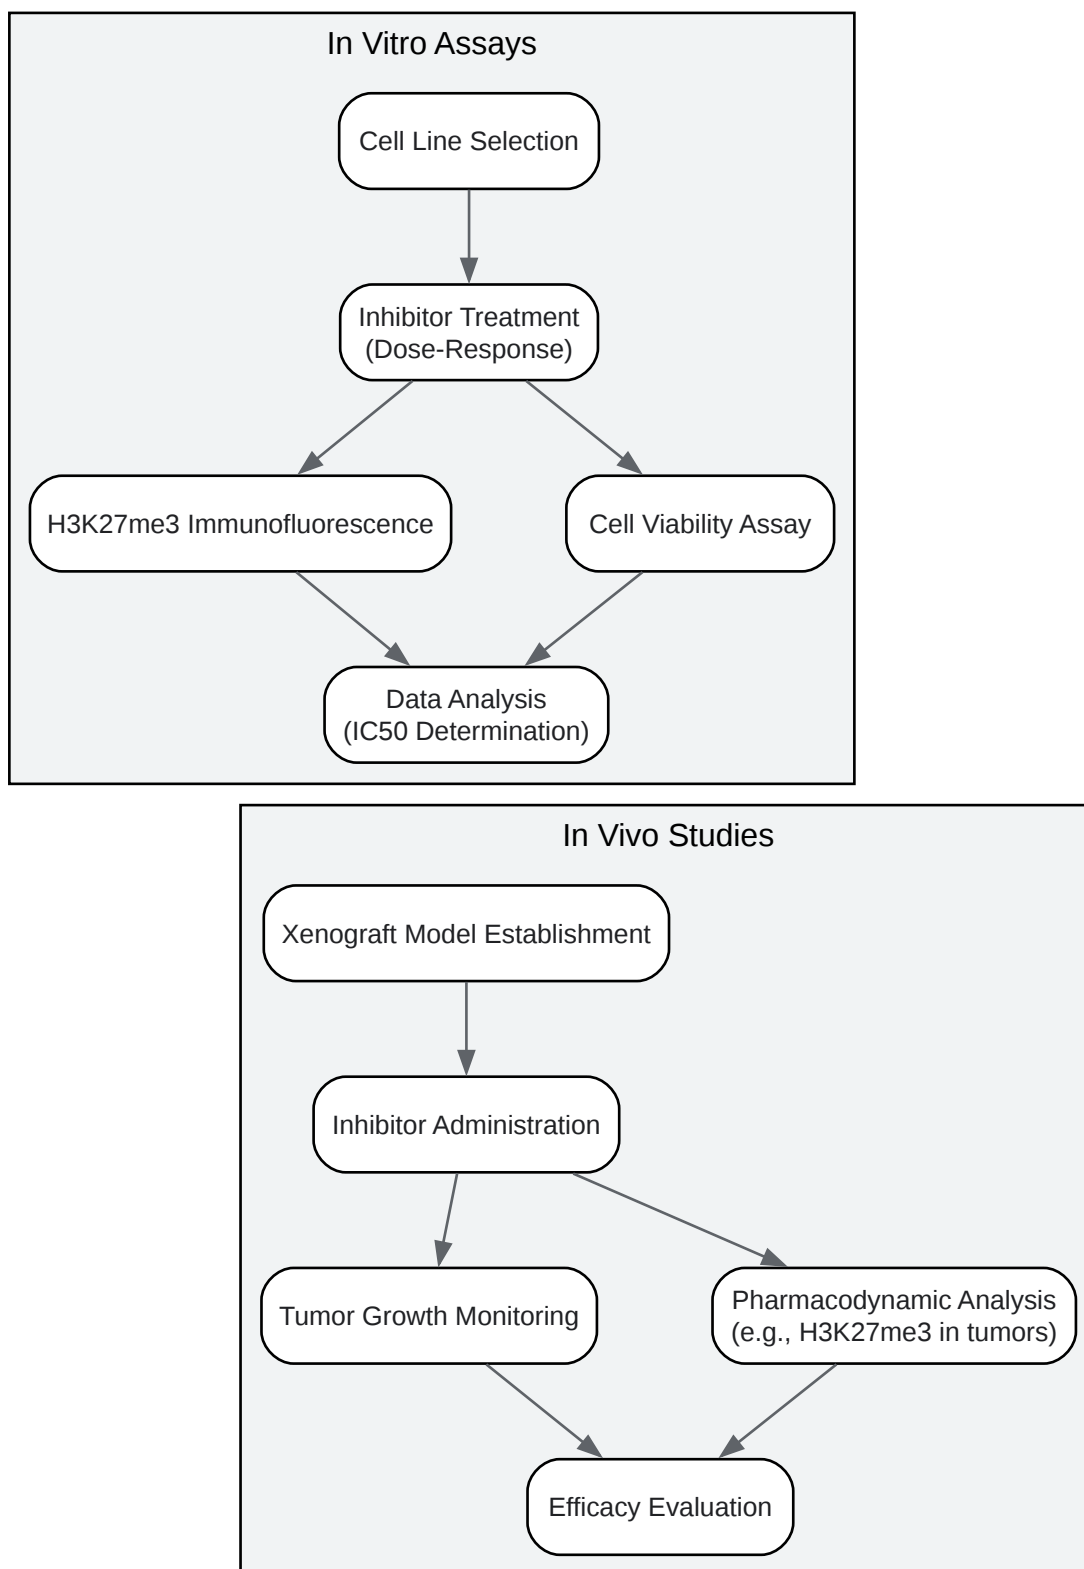 In Vitro Assays
Cell Line Selection
Inhibitor Treatment
(Dose-Response)
H3K27me3 Immunofluorescence
Cell Viability Assay
Data Analysis
(IC50 Determination)
In Vivo Studies
Xenograft Model Establishment
Inhibitor Administration
Tumor Growth Monitoring
Pharmacodynamic Analysis
(e.g., H3K27me3 in tumors)
Efficacy Evaluation